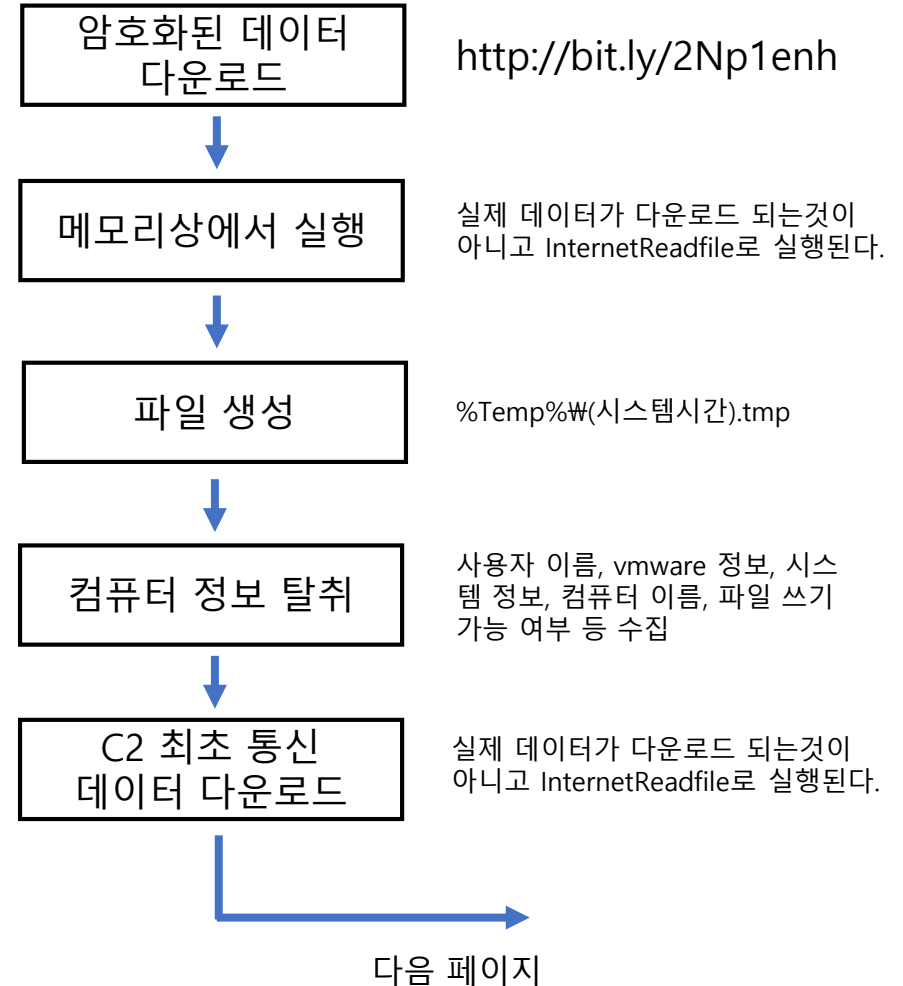 암호화된 데이터
다운로드
http://bit.ly/2Np1enh
메모리상에서 실행
실제 데이터가 다운로드 되는것이
아니고 InternetReadfile로 실행된다.
파일 생성
%Temp%₩(시스템시간).tmp
컴퓨터 정보 탈취
사용자 이름, vmware 정보, 시스
템 정보, 컴퓨터 이름, 파일 쓰기
가능 여부 등 수집
C2 최초 통신
데이터 다운로드
실제 데이터가 다운로드 되는것이
아니고 InternetReadfile로 실행된다.
다음 페이지